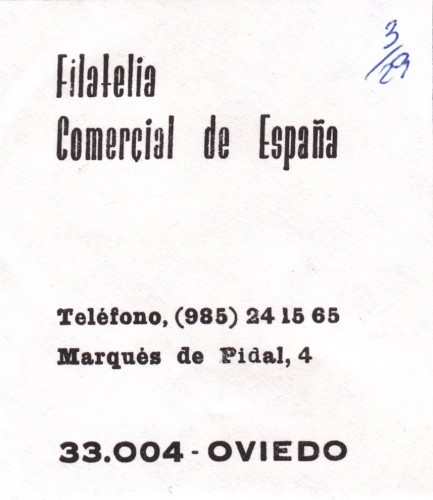 3/29
Filatelia
Comercial de España
Teléfono, (985) 24 15 65
Marqués de Pidal, 4
33.004 - OVIEDO